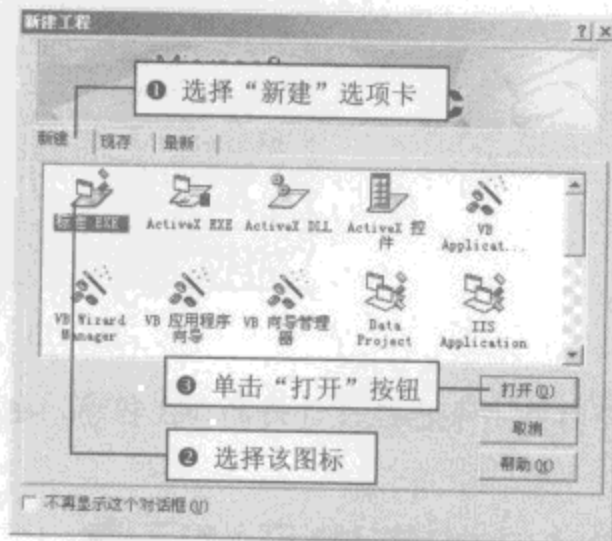 新建工程
❶ 选择“新建”选项卡
新建 现存 最新
标准 EXE ActiveX EXE ActiveX DLL ActiveX 控件 VB Applicat...
VB Wizard Manager VB 应用程序向导 VB 向导管理器 Data Project IIS Application
❸ 单击“打开”按钮
打开(O)
取消
❷ 选择该图标
帮助(H)
不再显示这个对话框(D)